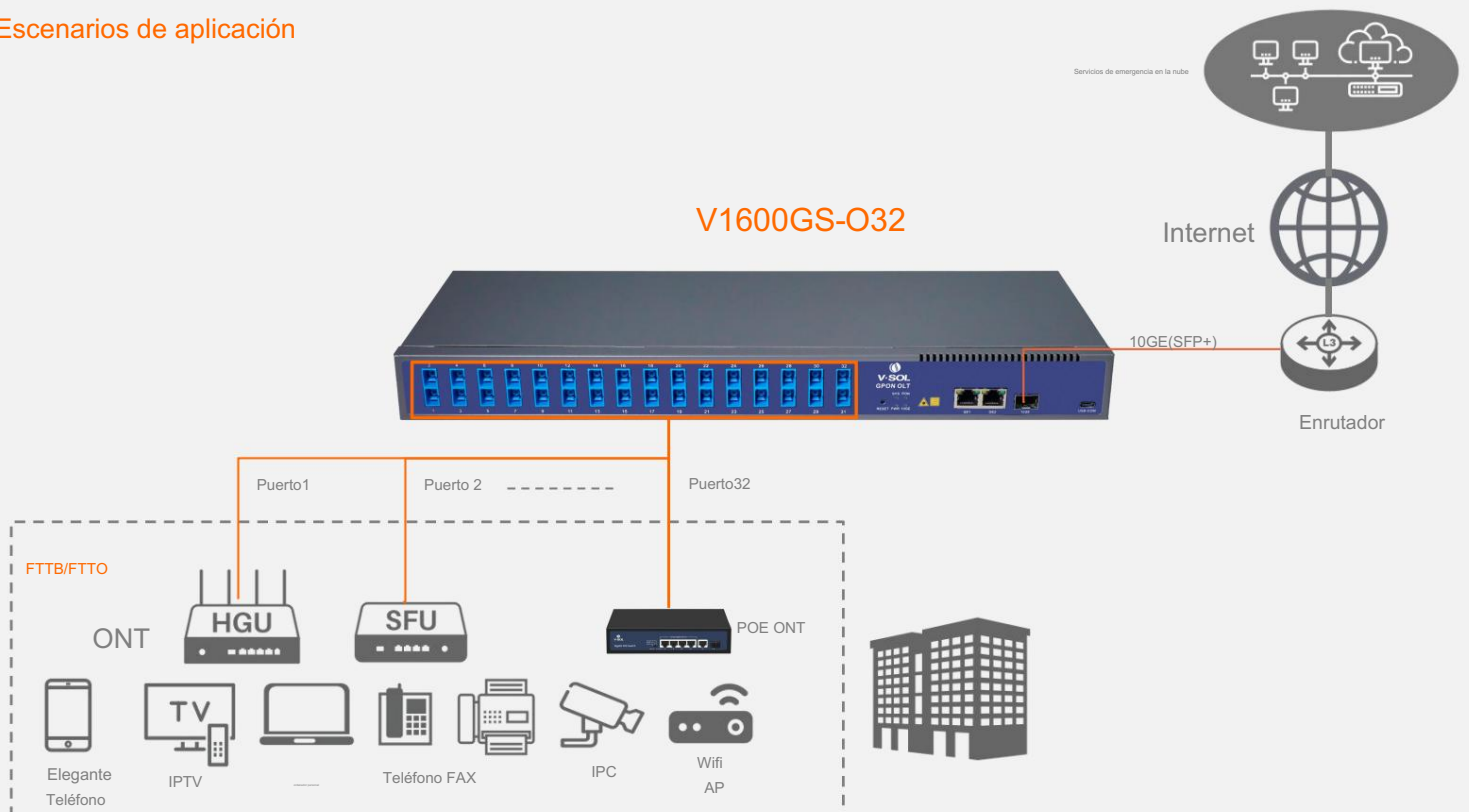 Escenarios de aplicación
Servicios de emergencia en la nube
V1600GS-O32
Internet
10GE(SFP+)
L3
Enrutador
V·SOL
GPON OLT
RESET
Puerto1
Puerto 2
Puerto32
FTTB/FTTO
ONT
HGU
SFU
POE ONT
TV
Elegante
Teléfono
IPTV
Teléfono FAX
IPC
Wifi
AP